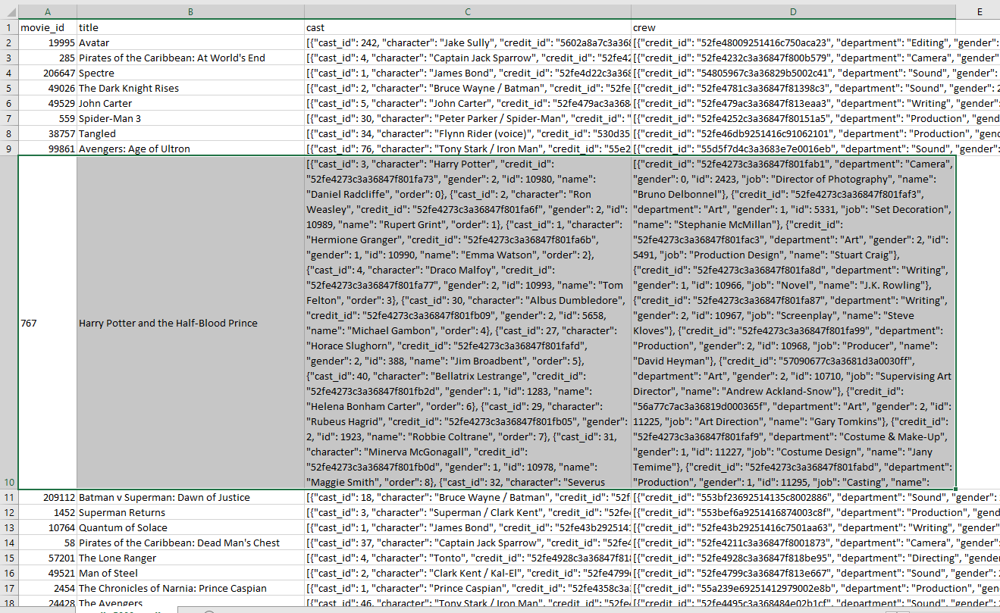 A B C D E
1 movie_id title cast crew
2 19995 Avatar [{"cast_id": 242, "character": "Jake Sully", "credit_id": "5602a8a7c3a368 [{"credit_id": "52fe48009251416c750aca23", "department": "Editing", "gender":
3 285 Pirates of the Caribbean: At World's End [{"cast_id": 4, "character": "Captain Jack Sparrow", "credit_id": "52fe42 [{"credit_id": "52fe4232c3a36847f800b579", "department": "Camera", "gender"
4 206647 Spectre [{"cast_id": 1, "character": "James Bond", "credit_id": "52fe4d22c3a368 [{"credit_id": "54805967c3a36829b5002c41", "department": "Sound", "gender":
5 49026 The Dark Knight Rises [{"cast_id": 2, "character": "Bruce Wayne / Batman", "credit_id": "52fe [{"credit_id": "52fe4781c3a36847f81398c3", "department": "Sound", "gender": 2
6 49529 John Carter [{"cast_id": 5, "character": "John Carter", "credit_id": "52fe479ac3a368 [{"credit_id": "52fe479ac3a36847f813eaa3", "department": "Writing", "gender":
7 559 Spider-Man 3 [{"cast_id": 30, "character": "Peter Parker / Spider-Man", "credit_id": " [{"credit_id": "52fe4252c3a36847f80151a5", "department": "Production", "gend
8 38757 Tangled [{"cast_id": 34, "character": "Flynn Rider (voice)", "credit_id": "530d35 [{"credit_id": "52fe46db9251416c91062101", "department": "Production", "gend
9 99861 Avengers: Age of Ultron [{"cast_id": 76, "character": "Tony Stark / Iron Man", "credit_id": "55e2 [{"credit_id": "55d5f7d4c3a3683e7e0016eb", "department": "Sound", "gender":
10 767 Harry Potter and the Half-Blood Prince
[{"cast_id": 3, "character": "Harry Potter", "credit_id":
"52fe4273c3a36847f801fa73", "gender": 2, "id": 10980, "name":
"Daniel Radcliffe", "order": 0}, {"cast_id": 2, "character": "Ron
Weasley", "credit_id": "52fe4273c3a36847f801fa6f", "gender": 2, "id":
10989, "name": "Rupert Grint", "order": 1}, {"cast_id": 1, "character":
"Hermione Granger", "credit_id": "52fe4273c3a36847f801fa6b",
"gender": 1, "id": 10990, "name": "Emma Watson", "order": 2},
{"cast_id": 4, "character": "Draco Malfoy", "credit_id":
"52fe4273c3a36847f801fa77", "gender": 2, "id": 10993, "name": "Tom
Felton", "order": 3}, {"cast_id": 30, "character": "Albus Dumbledore",
"credit_id": "52fe4273c3a36847f801fb09", "gender": 2, "id": 5658,
"name": "Michael Gambon", "order": 4}, {"cast_id": 27, "character":
"Horace Slughorn", "credit_id": "52fe4273c3a36847f801fafd",
"gender": 2, "id": 388, "name": "Jim Broadbent", "order": 5},
{"cast_id": 40, "character": "Bellatrix Lestrange", "credit_id":
"52fe4273c3a36847f801fb2d", "gender": 1, "id": 1283, "name":
"Helena Bonham Carter", "order": 6}, {"cast_id": 29, "character":
"Rubeus Hagrid", "credit_id": "52fe4273c3a36847f801fb05", "gender":
2, "id": 1923, "name": "Robbie Coltrane", "order": 7}, {"cast_id": 31,
"character": "Minerva McGonagall", "credit_id":
"52fe4273c3a36847f801fb0d", "gender": 1, "id": 10978, "name":
"Maggie Smith", "order": 8}, {"cast_id": 32, "character": "Severus
[{"credit_id": "52fe4273c3a36847f801fab1", "department": "Camera",
"gender": 0, "id": 2423, "job": "Director of Photography", "name":
"Bruno Delbonnel"}, {"credit_id": "52fe4273c3a36847f801faf3",
"department": "Art", "gender": 1, "id": 5331, "job": "Set Decoration",
"name": "Stephanie McMillan"}, {"credit_id":
"52fe4273c3a36847f801fac3", "department": "Art", "gender": 2, "id":
5491, "job": "Production Design", "name": "Stuart Craig"},
{"credit_id": "52fe4273c3a36847f801fa8d", "department": "Writing",
"gender": 1, "id": 10966, "job": "Novel", "name": "J.K. Rowling"},
{"credit_id": "52fe4273c3a36847f801fa87", "department": "Writing",
"gender": 2, "id": 10967, "job": "Screenplay", "name": "Steve
Kloves"}, {"credit_id": "52fe4273c3a36847f801fa99", "department":
"Production", "gender": 2, "id": 10968, "job": "Producer", "name":
"David Heyman"}, {"credit_id": "57090677c3a3681d3a0030ff",
"department": "Art", "gender": 2, "id": 10710, "job": "Supervising Art
Director", "name": "Andrew Ackland-Snow"}, {"credit_id":
"56a77c7ac3a36819d000365f", "department": "Art", "gender": 2, "id":
11225, "job": "Art Direction", "name": "Gary Tomkins"}, {"credit_id":
"52fe4273c3a36847f801faf9", "department": "Costume & Make-Up",
"gender": 1, "id": 11227, "job": "Costume Design", "name": "Jany
Temime"}, {"credit_id": "52fe4273c3a36847f801fabd", "department":
"Production", "gender": 1, "id": 11295, "job": "Casting", "name":
11 209112 Batman v Superman: Dawn of Justice [{"cast_id": 18, "character": "Bruce Wayne / Batman", "credit_id": "52f [{"credit_id": "553bf23692514135c8002886", "department": "Sound", "gender":
12 1452 Superman Returns [{"cast_id": 3, "character": "Superman / Clark Kent", "credit_id": "52fe [{"credit_id": "553bef6a9251416874003c8f", "department": "Production", "gend
13 10764 Quantum of Solace [{"cast_id": 1, "character": "James Bond", "credit_id": "52fe43b292514 [{"credit_id": "52fe43b29251416c7501aa63", "department": "Writing", "gender"
14 58 Pirates of the Caribbean: Dead Man's Chest [{"cast_id": 37, "character": "Captain Jack Sparrow", "credit_id": "52fe4 [{"credit_id": "52fe4211c3a36847f8001873", "department": "Camera", "gender"
15 57201 The Lone Ranger [{"cast_id": 4, "character": "Tonto", "credit_id": "52fe4928c3a36847f818 [{"credit_id": "52fe4928c3a36847f818be95", "department": "Directing", "gende
16 49521 Man of Steel [{"cast_id": 2, "character": "Clark Kent / Kal-El", "credit_id": "52fe4799 [{"credit_id": "52fe4799c3a36847f813e667", "department": "Sound", "gender":
17 2454 The Chronicles of Narnia: Prince Caspian [{"cast_id": 1, "character": "Prince Caspian", "credit_id": "52fe4358c3a [{"credit_id": "55a239e69251412979002e8b", "department": "Production", "gen
18 24428 The Avengers [{"cast_id": 46, "character": "Tony Stark / Iron Man", "credit_id": "52fe4 [{"credit_id": "52fe4495c3a368484e02b1cf", "department": "Sound", "gender":